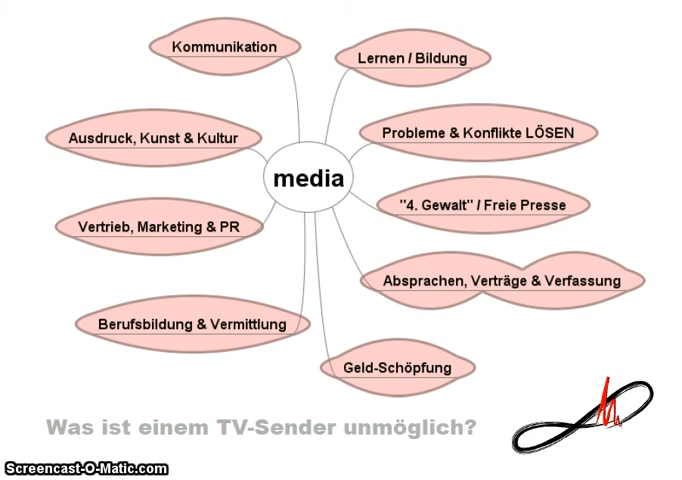 Kommunikation
Lernen / Bildung
Ausdruck, Kunst & Kultur
Probleme & Konflikte LÖSEN
media
Vertrieb, Marketing & PR
"4. Gewalt" / Freie Presse
Absprachen, Verträge & Verfassung
Berufsbildung & Vermittlung
Geld-Schöpfung
Was ist einem TV-Sender unmöglich?
Screencast-O-Matic.com